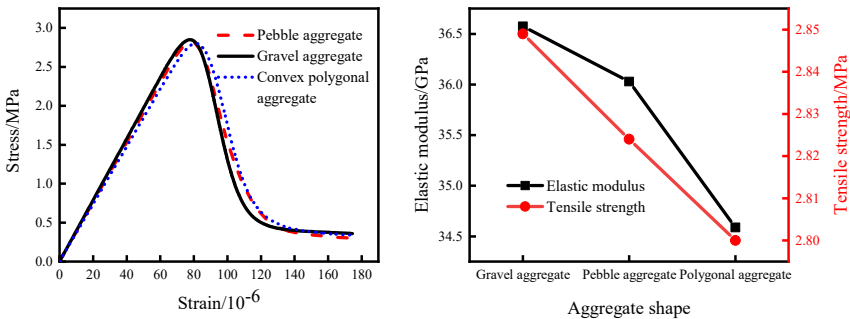 3.0
2.5
2.0
1.5
1.0
0.5
0.0
Stress/MPa
Pebble aggregate
Gravel aggregate
Convex polygonal
aggregate
0 20 40 60 80 100 120 140 160 180
Strain/10-6
36.5
36.0
35.5
35.0
34.5
Elastic modulus/GPa
Elastic modulus
Tensile strength
2.85
2.84
2.83
2.82
2.81
2.80
Tensile strength/MPa
Gravel aggregate Pebble aggregate Polygonal aggregate
Aggregate shape